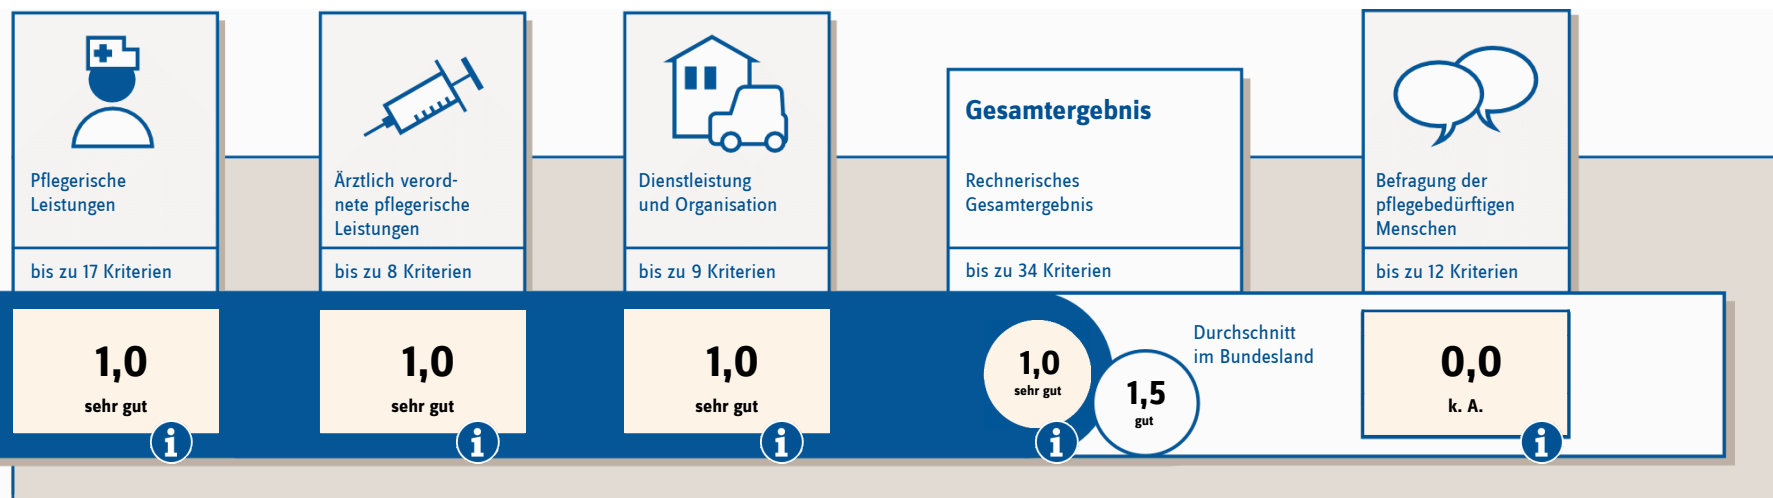 Pflegerische
Leistungen
bis zu 17 Kriterien
1,0
sehr gut
i
Ärztlich verord-
nete pflegerische
Leistungen
bis zu 8 Kriterien
1,0
sehr gut
i
Dienstleistung
und Organisation
bis zu 9 Kriterien
1,0
sehr gut
i
Gesamtergebnis
Rechnerisches
Gesamtergebnis
bis zu 34 Kriterien
1,0
sehr gut
i
1,5
gut
Durchschnitt
im Bundesland
Befragung der
pflegebedürftigen
Menschen
bis zu 12 Kriterien
0,0
k. A.
i